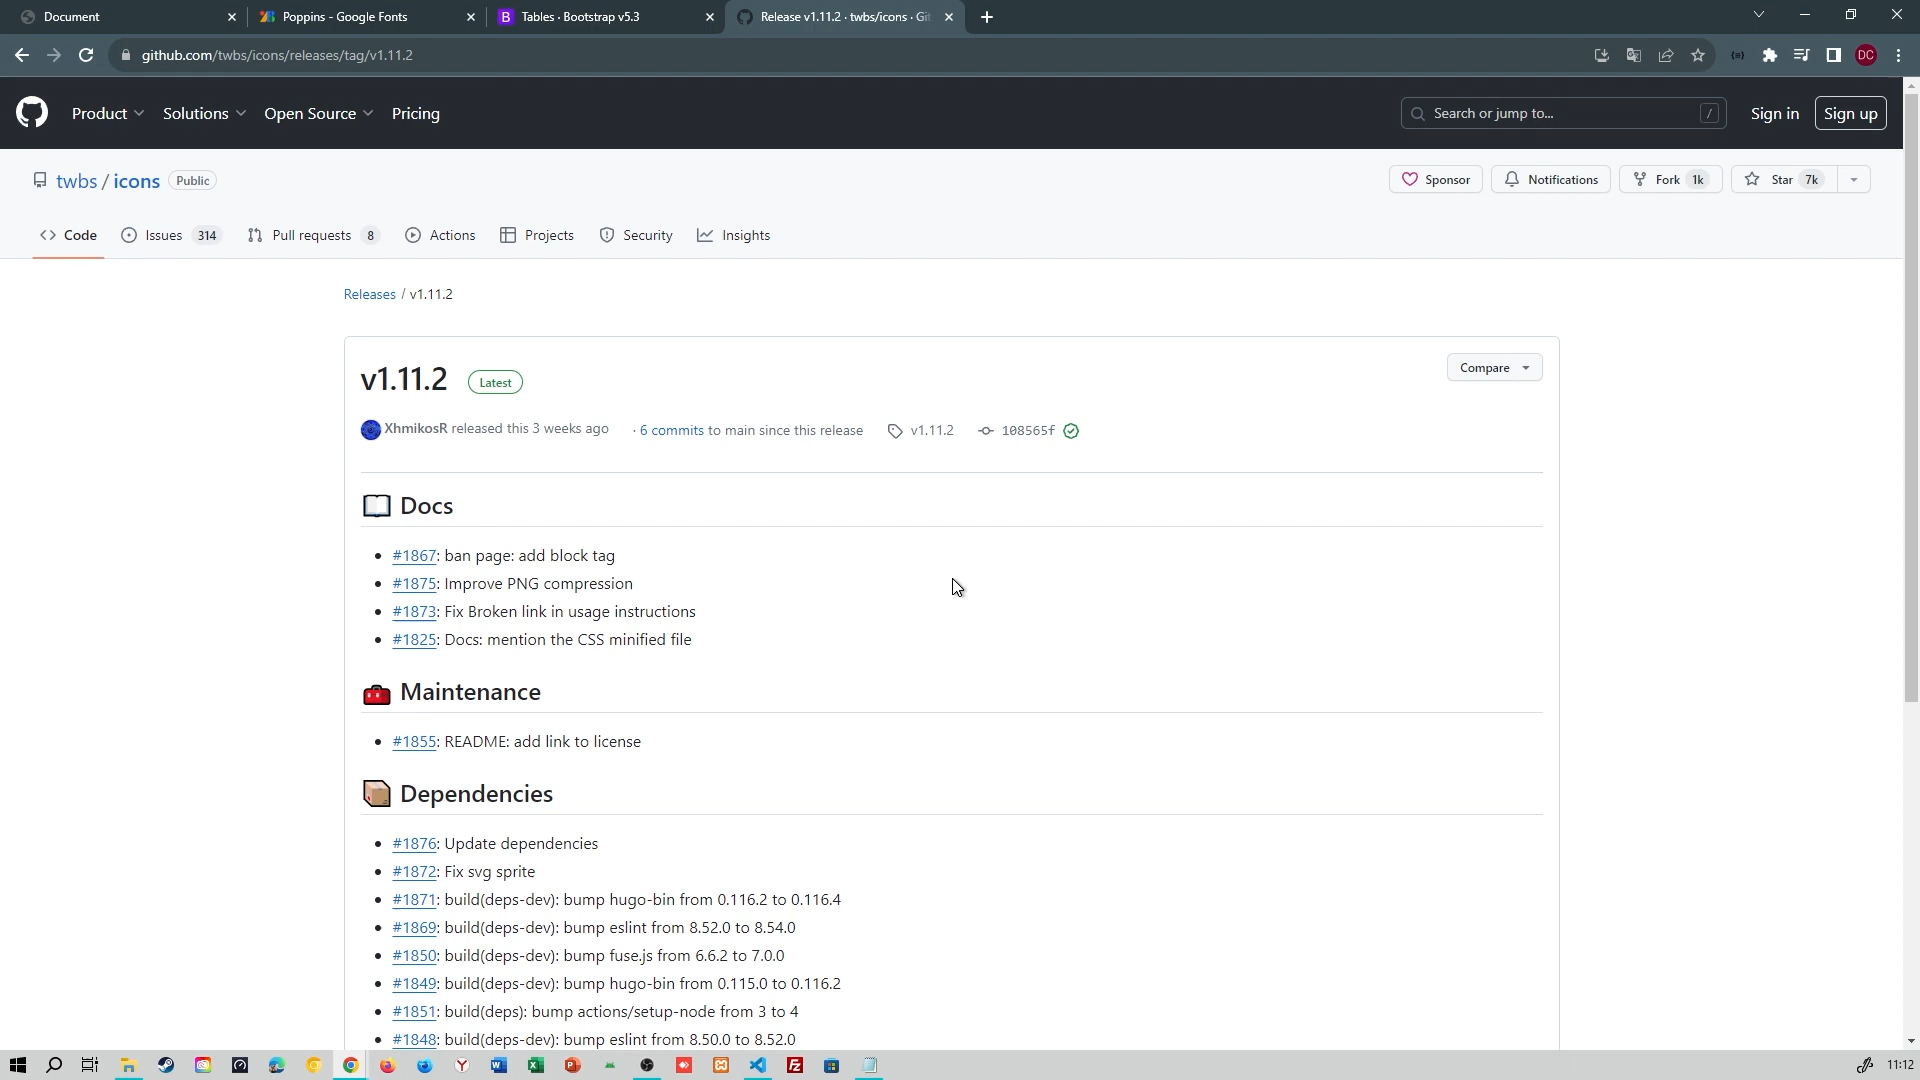 Document
Poppins - Google Fonts
B Tables · Bootstrap v5.3
Release v1.11.2 · twbs/icons · Gi
github.com/twbs/icons/releases/tag/v1.11.2
DC
Product
Solutions
Open Source
Pricing
Search or jump to...
/
Sign in
Sign up
twbs / icons
Public
Sponsor
Notifications
Fork 1k
Star 7k
Code
Issues 314
Pull requests 8
Actions
Projects
Security
Insights
Releases / v1.11.2
v1.11.2
Latest
Compare
XhmikosR released this 3 weeks ago
· 6 commits to main since this release
v1.11.2
108565f
Docs
#1867: ban page: add block tag
#1875: Improve PNG compression
#1873: Fix Broken link in usage instructions
#1825: Docs: mention the CSS minified file
Maintenance
#1855: README: add link to license
Dependencies
#1876: Update dependencies
#1872: Fix svg sprite
#1871: build(deps-dev): bump hugo-bin from 0.116.2 to 0.116.4
#1869: build(deps-dev): bump eslint from 8.52.0 to 8.54.0
#1850: build(deps-dev): bump fuse.js from 6.6.2 to 7.0.0
#1849: build(deps-dev): bump hugo-bin from 0.115.0 to 0.116.2
#1851: build(deps): bump actions/setup-node from 3 to 4
#1848: build(deps-dev): bump eslint from 8.50.0 to 8.52.0
11:12